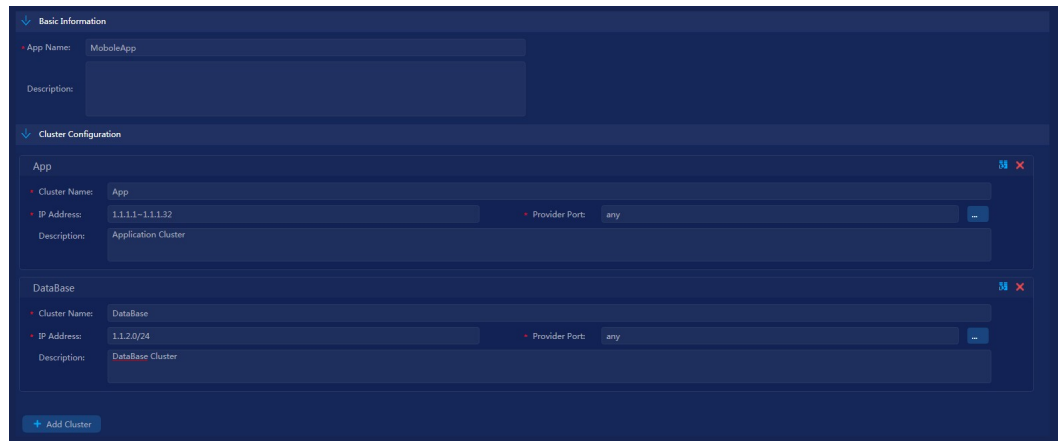 Basic Information
* App Name: MoboleApp
Description:
Cluster Configuration
App
* Cluster Name: App
* IP Address: 1.1.1.1~1.1.1.32 * Provider Port: any ...
Description: Application Cluster
DataBase
* Cluster Name: DataBase
* IP Address: 1.1.2.0/24 * Provider Port: any ...
Description: DataBase Cluster
+ Add Cluster